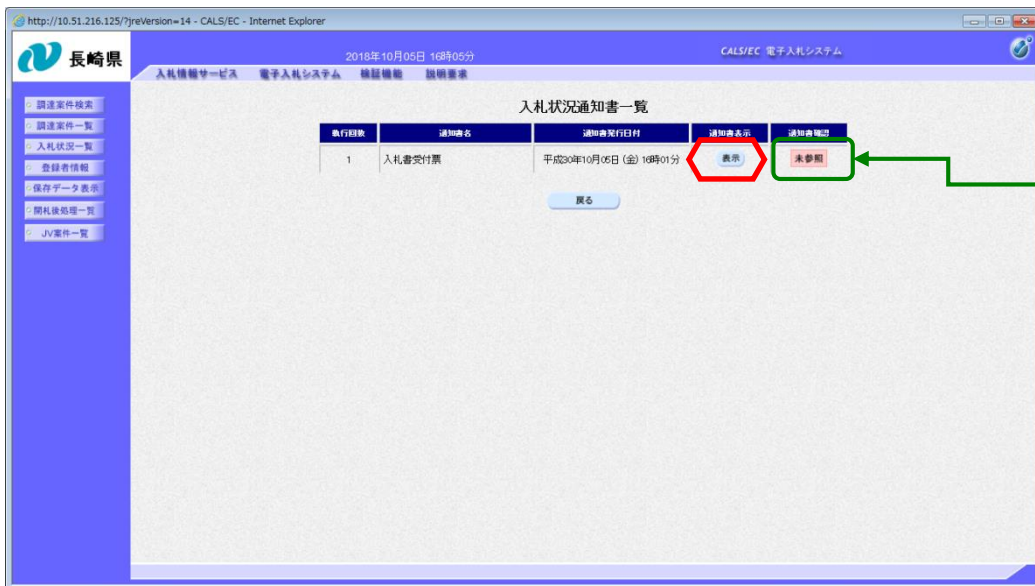 http://10.51.216.125/?jreVersion=14 - CALS/EC - Internet Explorer
長崎県
2018年10月05日 16時05分
CALS/EC 電子入札システム
入札情報サービス 電子入札システム 検証機能 説明要求
調達案件検索
調達案件一覧
入札状況一覧
登録者情報
保存データ表示
開札後処理一覧
JV案件一覧
入札状況通知書一覧
執行回数 通知書名 通知書発行日付 通知書表示 通知書確認
1 入札書受付票 平成30年10月05日 (金) 16時01分 表示 未参照
戻る